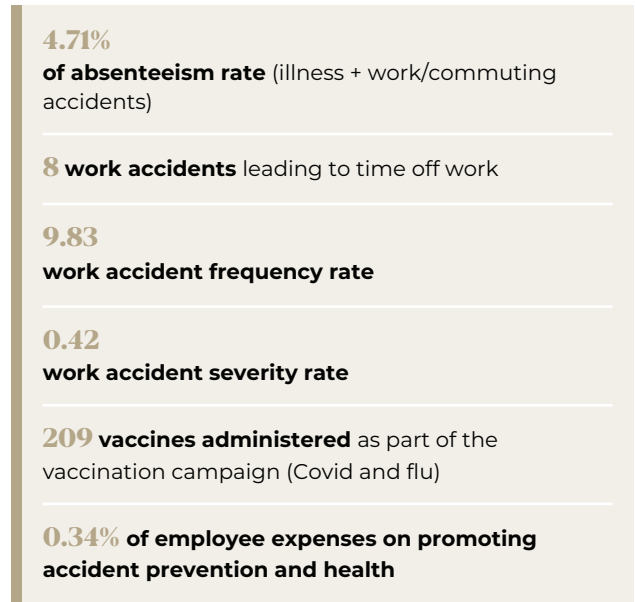 4.71%
of absenteeism rate (illness + work/commuting
accidents)
8 work accidents leading to time off work
9.83
work accident frequency rate
0.42
work accident severity rate
209 vaccines administered as part of the
vaccination campaign (Covid and flu)
0.34% of employee expenses on promoting
accident prevention and health